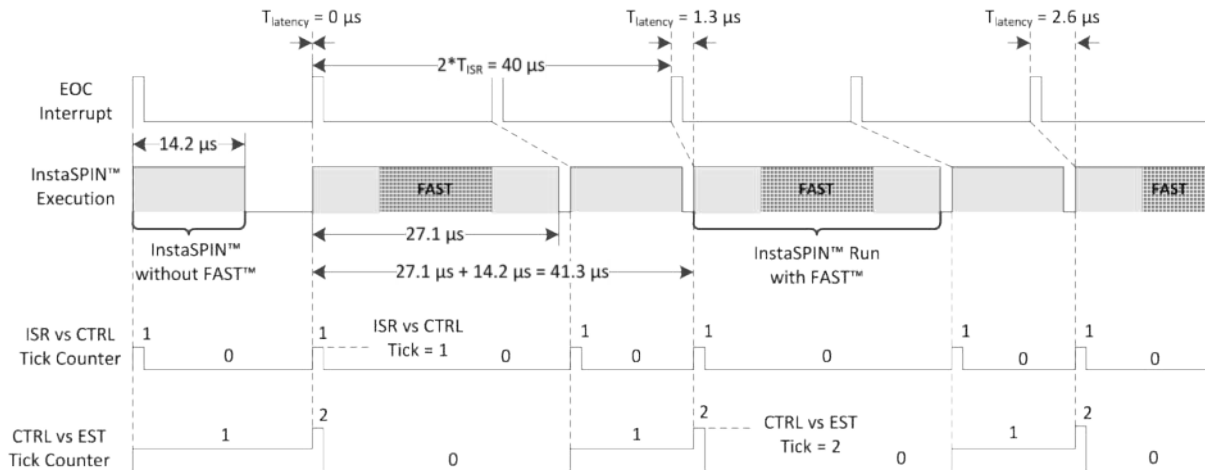 Tlatency = 0 µs
Tlatency = 1.3 µs
Tlatency = 2.6 µs
2*TISR = 40 µs
EOC
Interrupt
14.2 µs
InstaSPIN™
Execution
FAST
FAST
FAST
InstaSPIN™
without FAST™
27.1 µs
InstaSPIN™ Run
with FAST™
27.1 µs + 14.2 µs = 41.3 µs
ISR vs CTRL
Tick Counter
1
0
1
ISR vs CTRL
Tick = 1
0
1
0
1
0
1
0
1
0
CTRL vs EST
Tick Counter
1
2
0
1
2
CTRL vs EST
Tick = 2
0
1
2
0